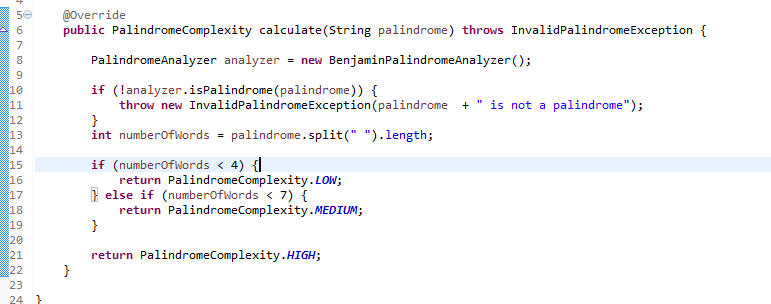 4
5 @Override
6 public PalindromeComplexity calculate(String palindrome) throws InvalidPalindromeException {
7
8 PalindromeAnalyzer analyzer = new BenjaminPalindromeAnalyzer();
9
10 if (!analyzer.isPalindrome(palindrome)) {
11 throw new InvalidPalindromeException(palindrome  + " is not a palindrome");
12 }
13 int numberOfWords = palindrome.split(" ").length;
14
15 if (numberOfWords < 4) {
16 return PalindromeComplexity.LOW;
17 } else if (numberOfWords < 7) {
18 return PalindromeComplexity.MEDIUM;
19 }
20
21 return PalindromeComplexity.HIGH;
22 }
23
24 }